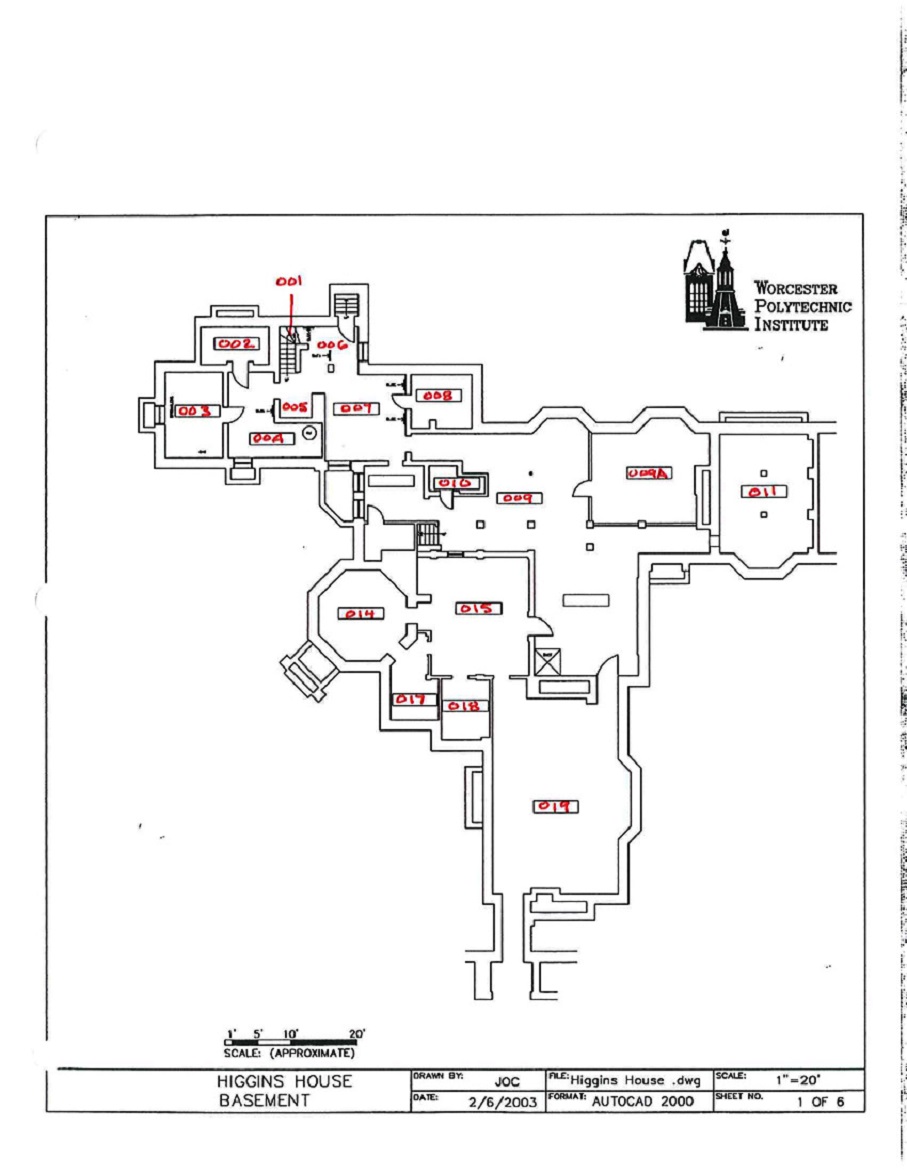 001
WORCESTER
POLYTECHNIC
INSTITUTE
002
006
003
005
007
008
004
010
009
009A
011
014
015
017
018
019
1' 5' 10' 20'
SCALE: (APPROXIMATE)
HIGGINS HOUSE
BASEMENT
DRAWN BY: JOC
FILE: Higgins House .dwg
SCALE: 1"=20'
DATE: 2/6/2003
FORMAT: AUTOCAD 2000
SHEET NO. 1 OF 6